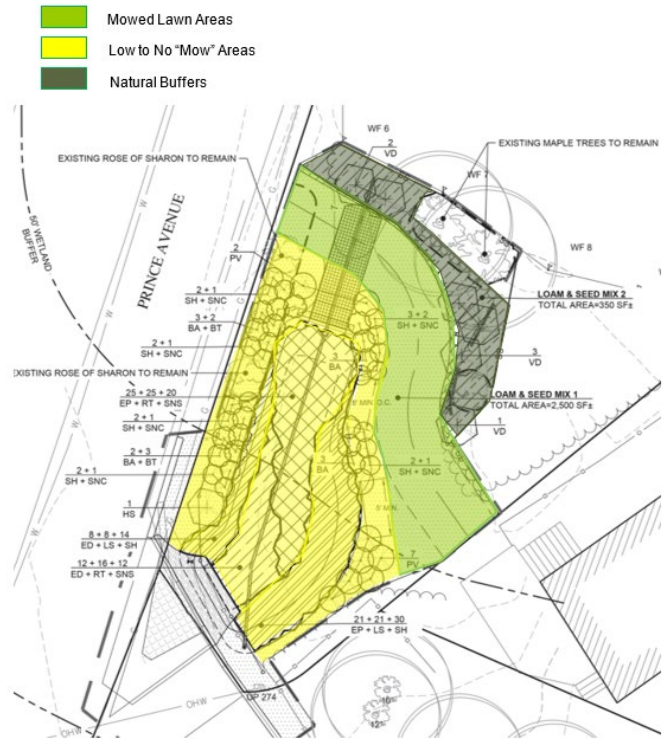 Mowed Lawn Areas
Low to No “Mow” Areas
Natural Buffers
WF 6
2
VD
EXISTING MAPLE TREES TO REMAIN
EXISTING ROSE OF SHARON TO REMAIN
WF 7
WF 8
50' WETLAND
BUFFER
PRINCE AVENUE
W
W
G
2
PV
2 + 1
SH + SNC
3 + 2
BA + BT
2 + 1
SH + SNC
EXISTING ROSE OF SHARON TO REMAIN
25 + 25 + 20
EP + RT + SNS
2 + 1
SH + SNC
2 + 3
BA + BT
2 + 1
SH + SNC
1
HS
8 + 8 + 14
ED + LS + SH
12 + 16 + 12
ED + RT + SNS
3 + 2
SH + SNC
LOAM & SEED MIX 2
TOTAL AREA=350 SF±
3
BA
3
VD
LOAM & SEED MIX 1
TOTAL AREA=2,500 SF±
O.C.
1
VD
2 + 1
SH + SNC
BA
5' MIN
7
PV
21 + 21 + 30
EP + LS + SH
UP 274
OHW
OHW
10"
12"